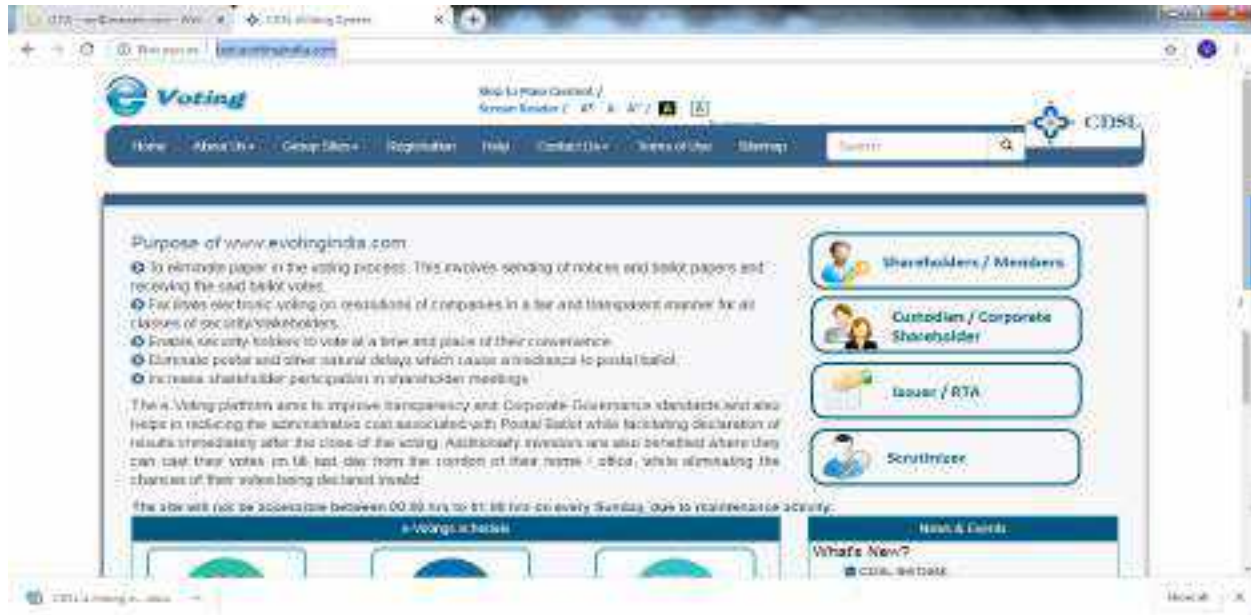 CDSL eVoting System
Not secure
Voting
Skip to Main Content /
Screen Reader / A+ A A- / A A
CDSL
Home About Us Group Sites Registration Help Contact Us Terms of Use Sitemap Search
Purpose of www.evotingindia.com
To eliminate paper in the voting process. This involves sending of notices and ballot papers and
receiving the said ballot votes.
electronic voting on resolutions of companies in a fair and transparent manner for all
classes of security/stakeholders.
Enable security holders to vote at a time and place of their convenience.
Eliminate postal and other natural delays which cause a hindrance to postal ballot.
Increase shareholder participation in shareholder meetings
The e-Voting platform aims to improve transparency and Corporate Governance standards and also
helps in reducing the administrative cost associated with Postal Ballot while facilitating declaration of
results immediately after the close of the voting. Additionally investors are also benefited where they
can cast their votes on till last day from the comfort of their home / office, while eliminating the
chances of their votes being declared invalid
The site will not be accessible between 00.00 hrs to on every Sunday, due to maintenance activity.
Shareholders / Members
Custodian / Corporate
Shareholder
Issuer / RTA
Scrutinizer
e-Votings schedule
News & Events
What's New?
Show all